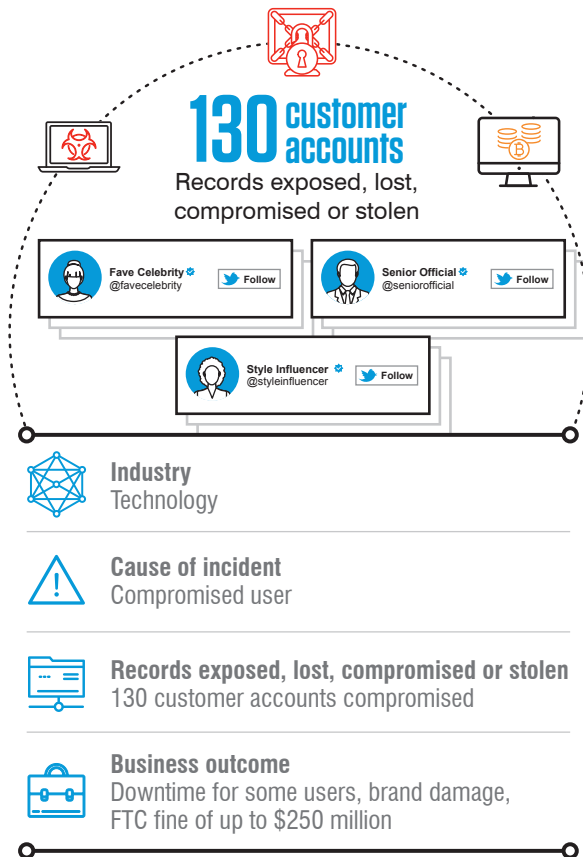 130 customer accounts
Records exposed, lost,
compromised or stolen
Fave Celebrity
@favecelebrity
Follow
Senior Official
@seniorofficial
Follow
Style Influencer
@styleinfluencer
Follow
Industry
Technology
Cause of incident
Compromised user
Records exposed, lost, compromised or stolen
130 customer accounts compromised
Business outcome
Downtime for some users, brand damage,
FTC fine of up to $250 million